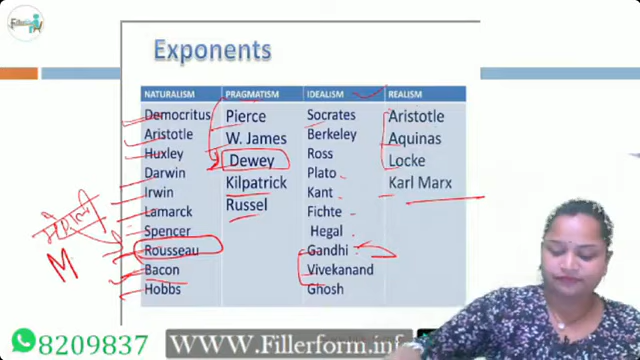 Fillerform
Exponents
NATURALISM PRAGMATISM IDEALISM REALISM
Democritus Pierce Socrates Aristotle
Aristotle W. James Berkeley Aquinas
Huxley Dewey Ross Locke
Darwin Kilpatrick Plato Karl Marx
Irwin Russel Kant
Lamarck Fichte
Spencer Hegal
Rousseau Gandhi
Bacon Vivekanand
Hobbs Ghosh
M
8209837
WWW.Fillerform.info